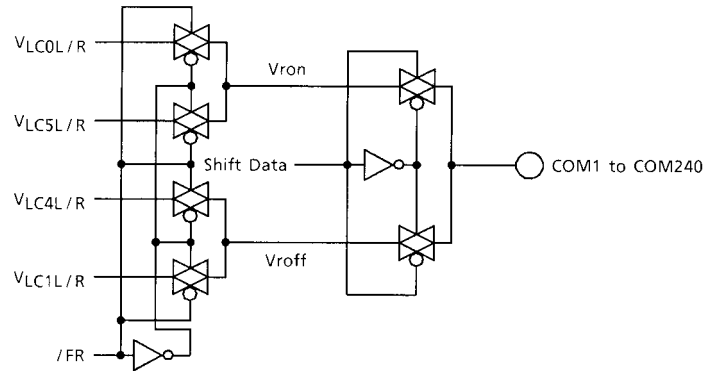 VLC0L/R
Vron
VLC5L/R
Shift Data
COM1 to COM240
VLC4L/R
Vroff
VLC1L/R
/FR